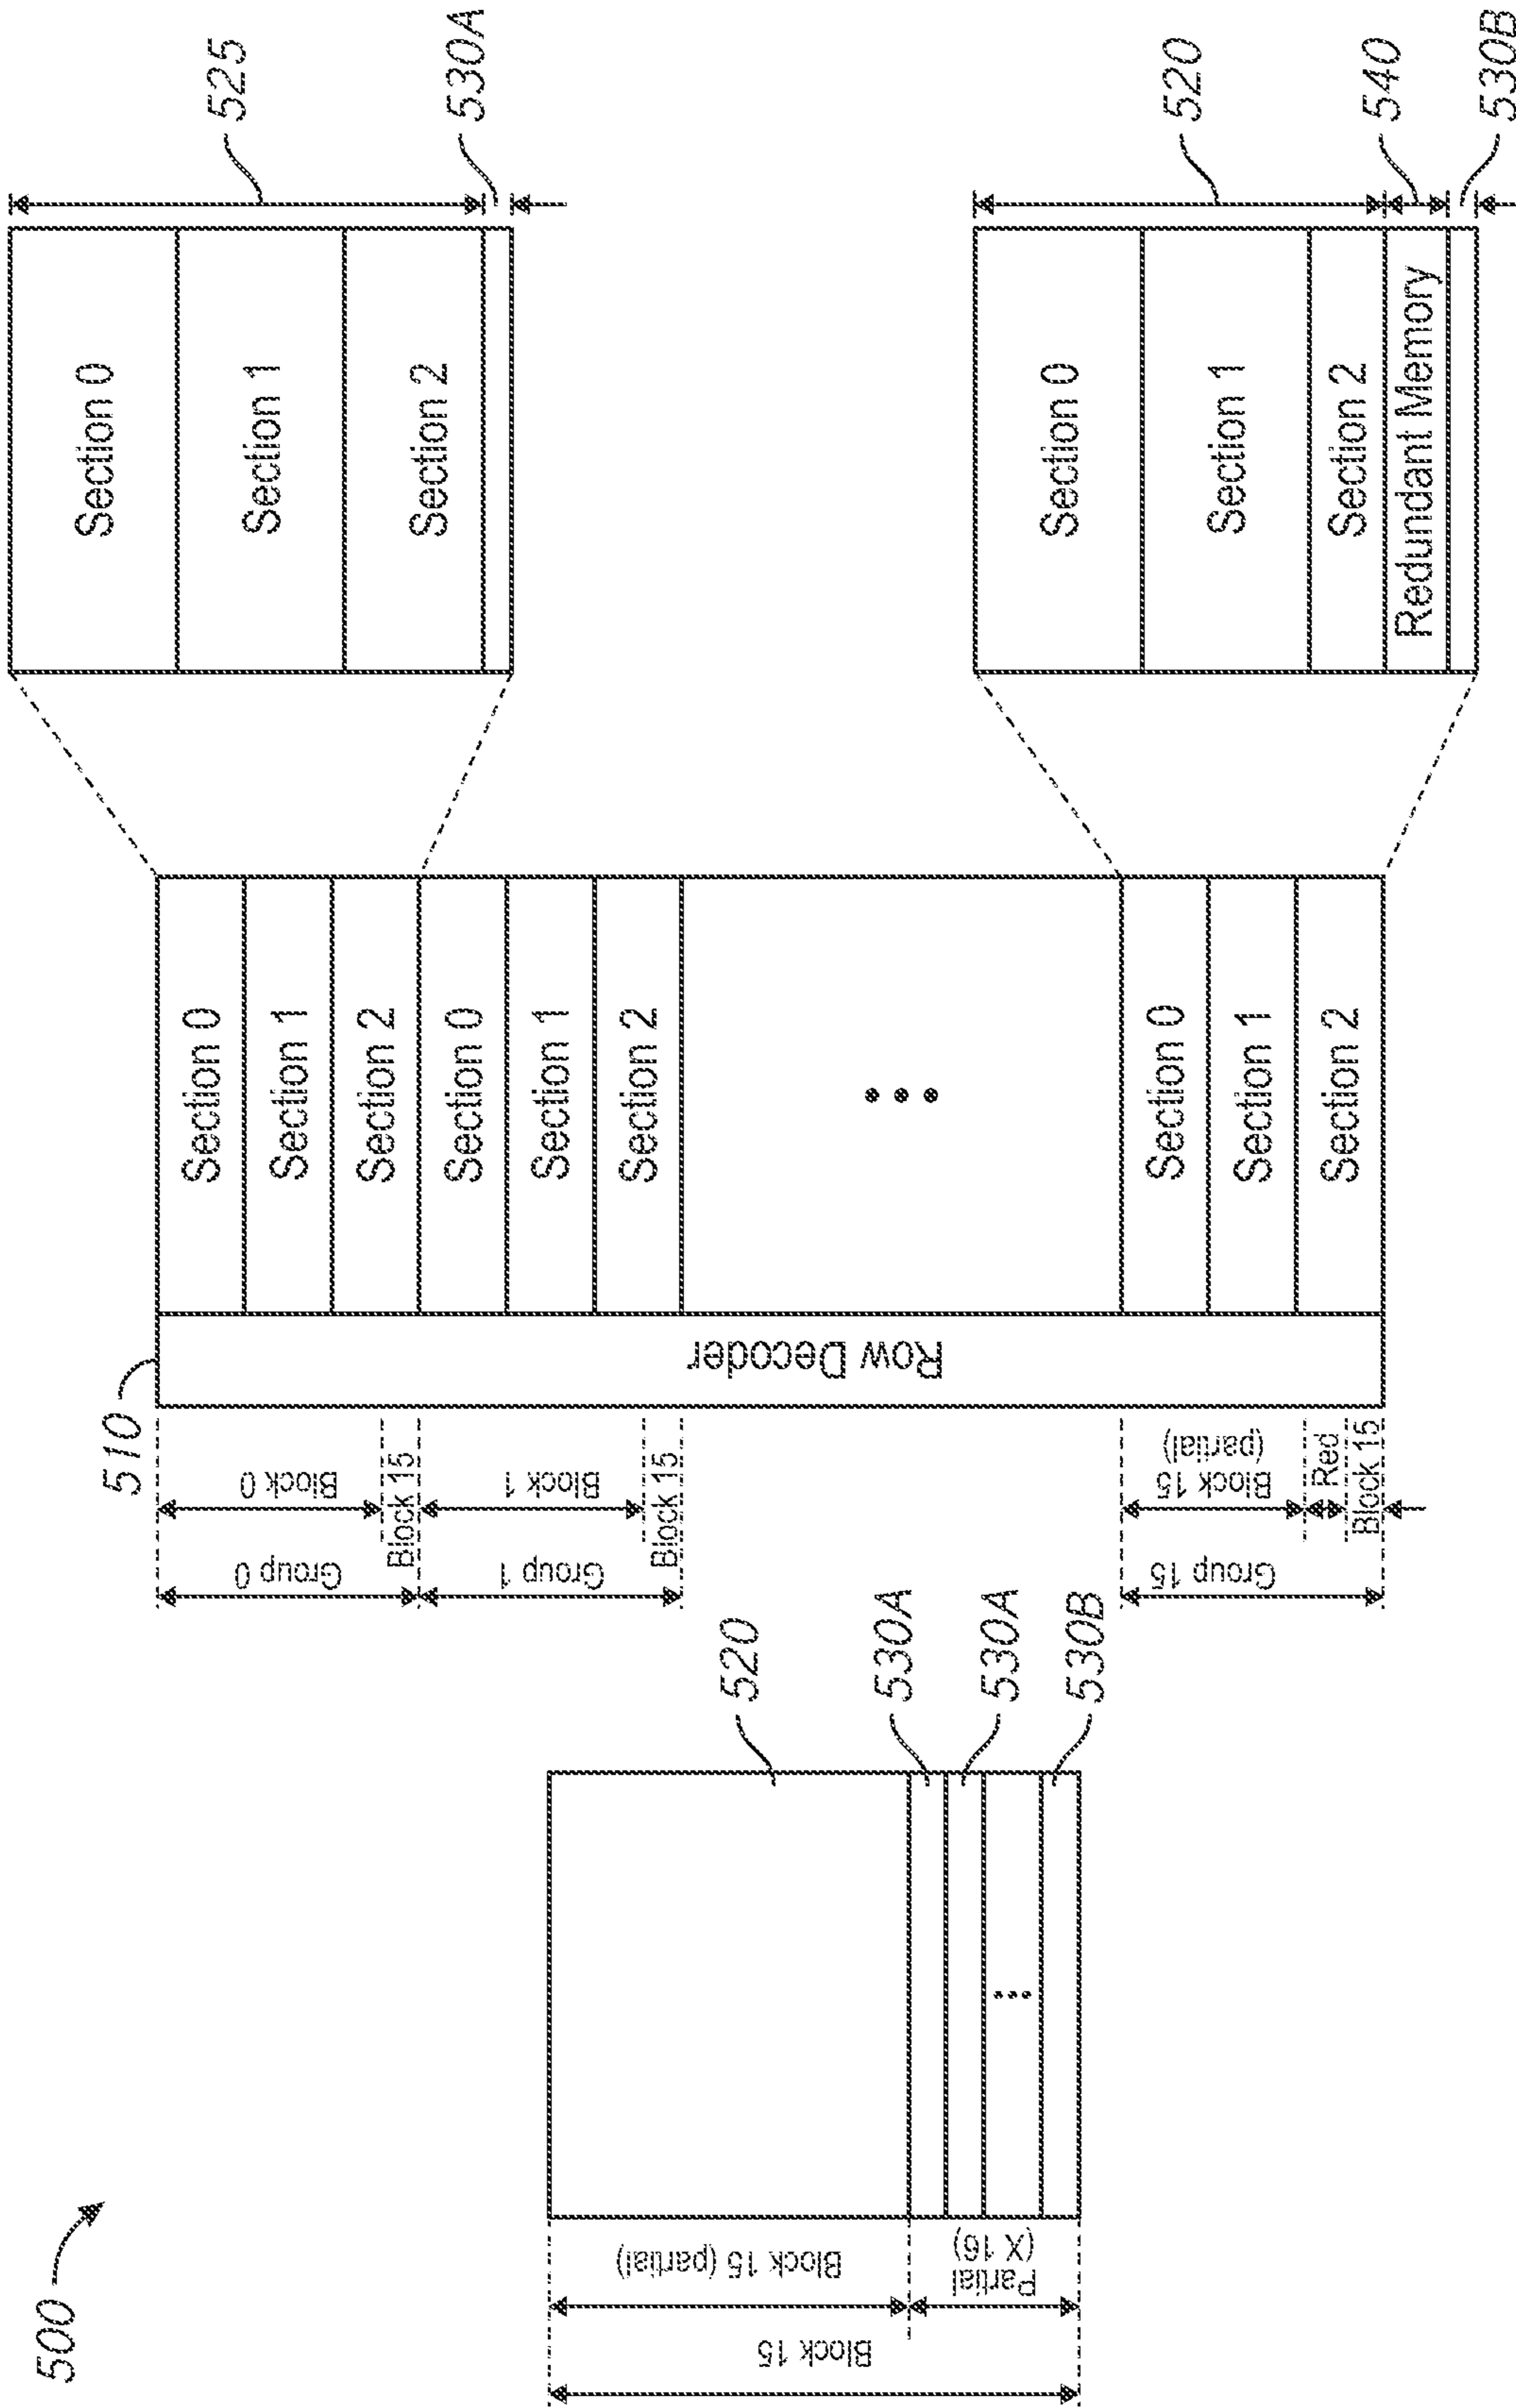 500
Block 15
Block 15 (partial)
Partial
(X 16)
520
530A
530A
530B
510
Group 0
Block 0
Block 15
Group 1
Block 1
Block 15
Group 15
Block 15
(partial)
Red
Block 15
Row Decoder
Section 0
Section 1
Section 2
Section 0
Section 1
Section 2
Section 0
Section 1
Section 2
Section 0
Section 1
Section 2
525
530A
Section 0
Section 1
Section 2
Redundant Memory
520
540
530B